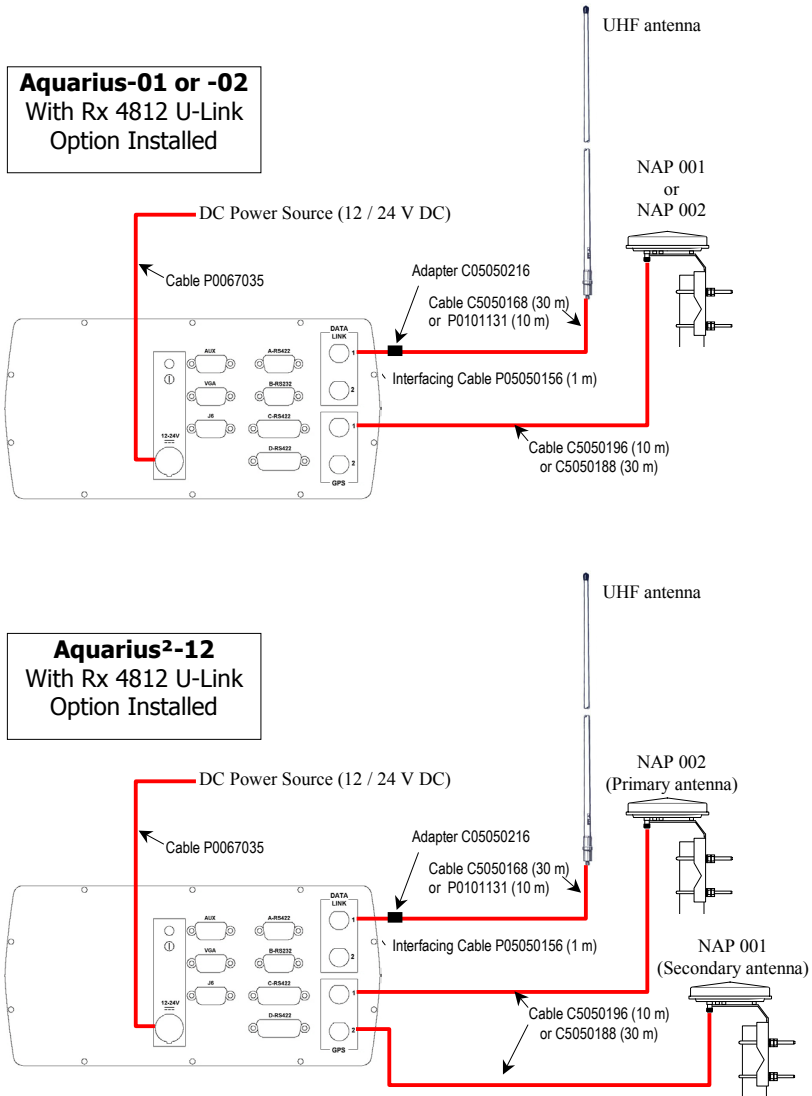 UHF antenna
Aquarius-01 or -02
With Rx 4812 U-Link
Option Installed
NAP 001
or
NAP 002
DC Power Source (12 / 24 V DC)
Cable P0067035
Adapter C05050216
Cable C5050168 (30 m)
or P0101131 (10 m)
DATA
LINK
AUX
A-RS422
1
Interfacing Cable P05050156 (1 m)
VGA
B-RS232
2
J6
C-RS422
1
Cable C5050196 (10 m)
or C5050188 (30 m)
12-24V
D-RS422
2
GPS
UHF antenna
Aquarius²-12
With Rx 4812 U-Link
Option Installed
NAP 002
(Primary antenna)
DC Power Source (12 / 24 V DC)
Cable P0067035
Adapter C05050216
Cable C5050168 (30 m)
or P0101131 (10 m)
DATA
LINK
AUX
A-RS422
1
Interfacing Cable P05050156 (1 m)
NAP 001
(Secondary antenna)
VGA
B-RS232
2
J6
C-RS422
1
Cable C5050196 (10 m)
or C5050188 (30 m)
12-24V
D-RS422
2
GPS